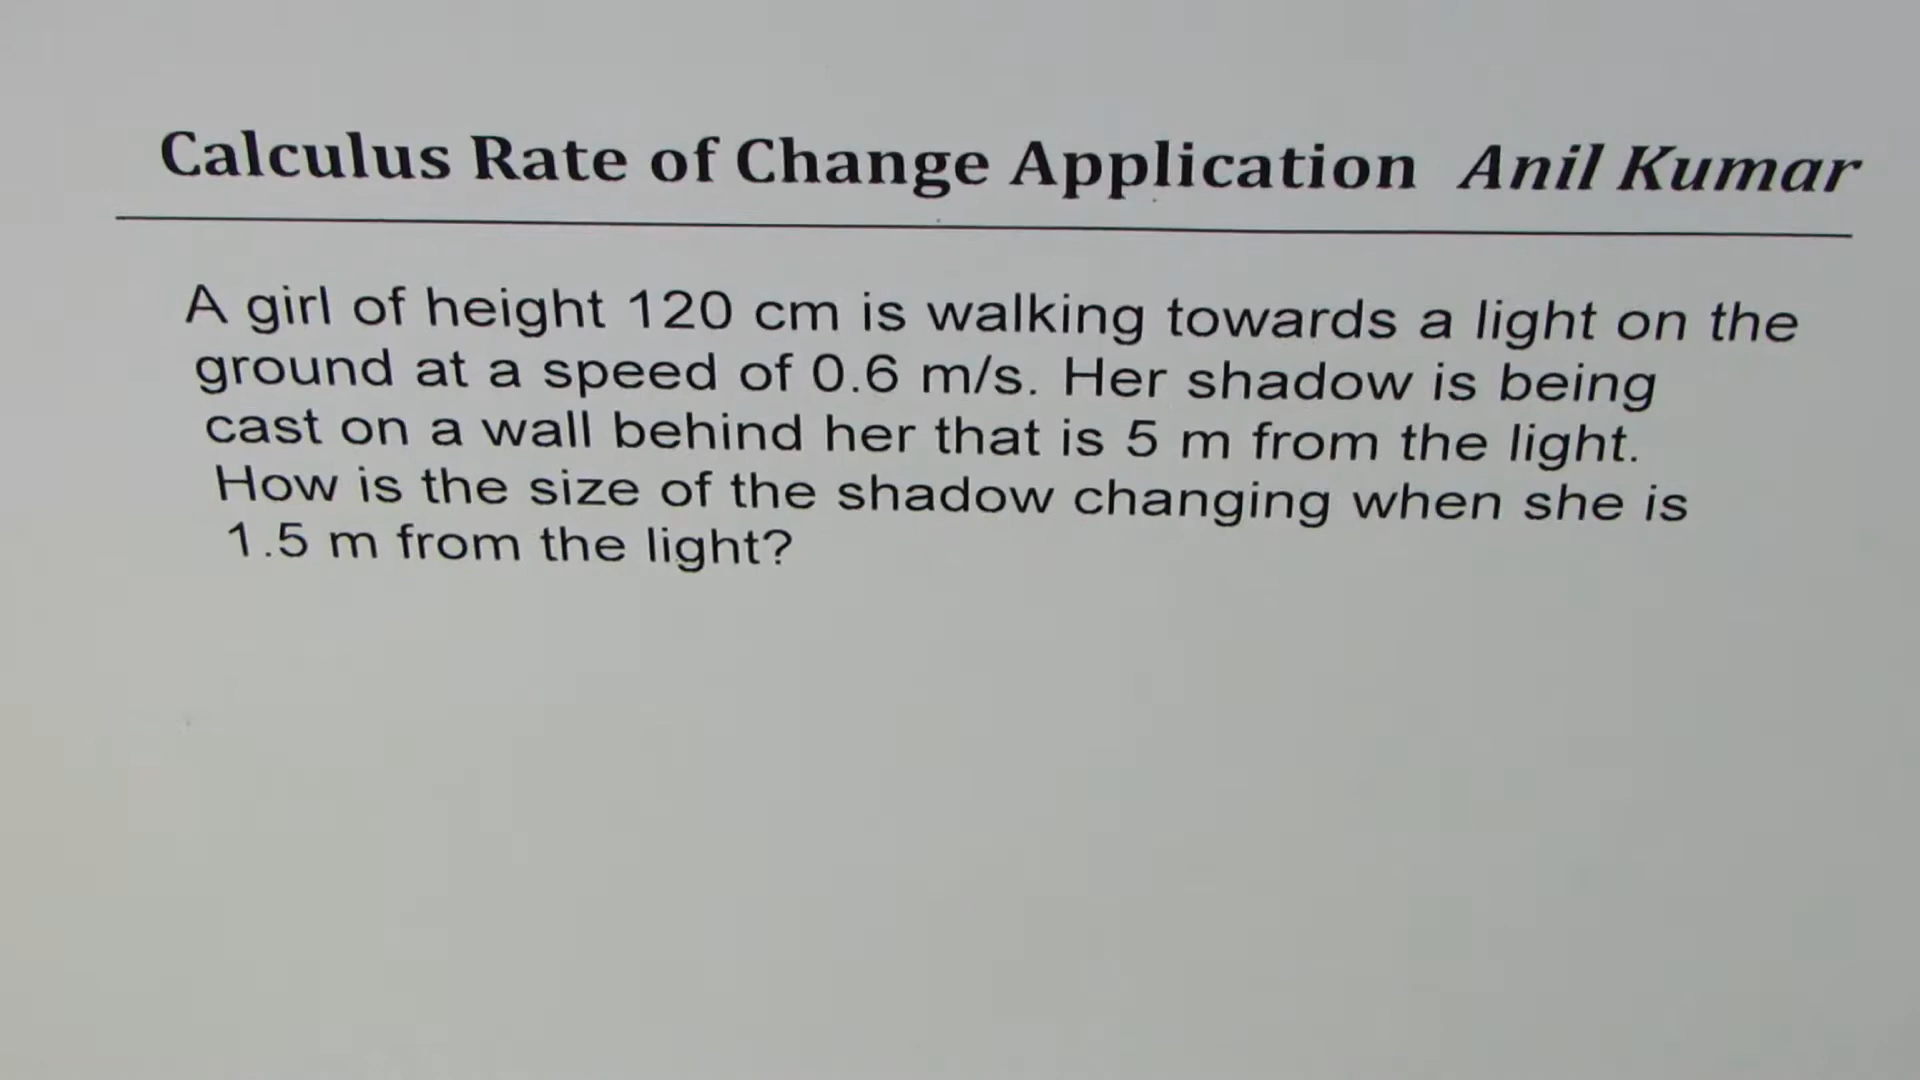 Calculus Rate of Change Application Anil Kumar
A girl of height 120 cm is walking towards a light on the
ground at a speed of 0.6 m/s. Her shadow is being
cast on a wall behind her that is 5 m from the light.
How is the size of the shadow changing when she is
1.5 m from the light?